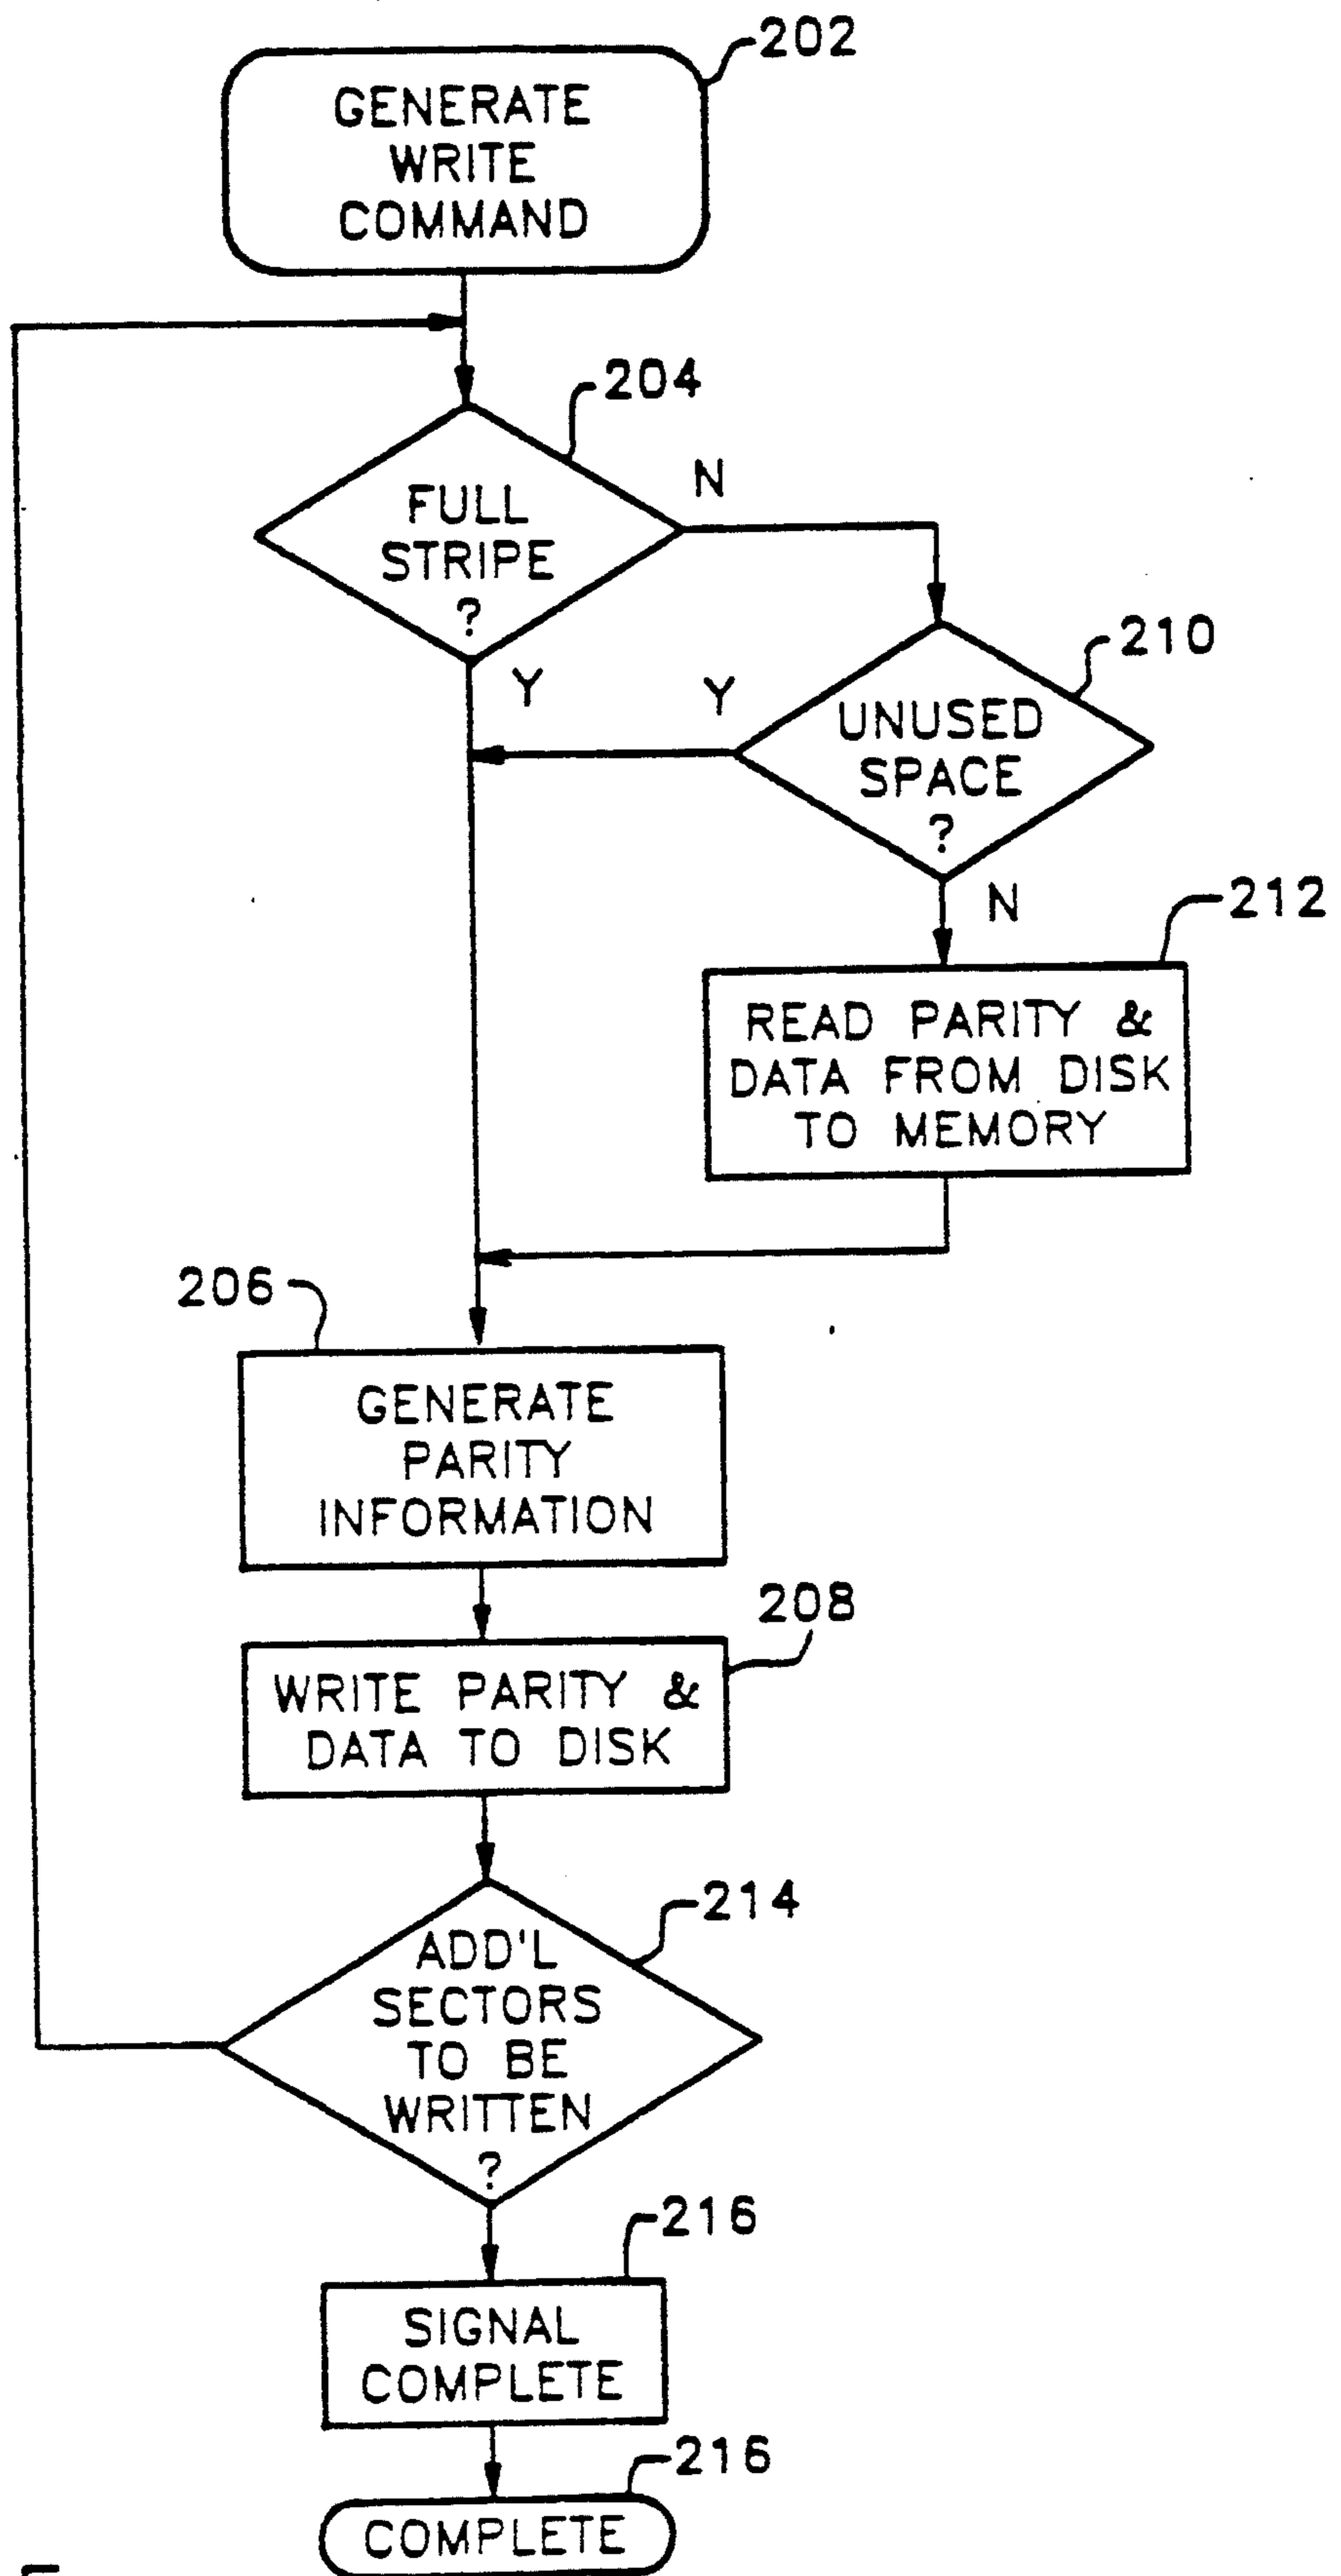 202
GENERATE
WRITE
COMMAND
204
N
FULL
STRIPE
?
Y
210
Y
UNUSED
SPACE
?
N
212
READ PARITY &
DATA FROM DISK
TO MEMORY
206
GENERATE
PARITY
INFORMATION
208
WRITE PARITY &
DATA TO DISK
214
ADD'L
SECTORS
TO BE
WRITTEN
?
216
SIGNAL
COMPLETE
216
COMPLETE